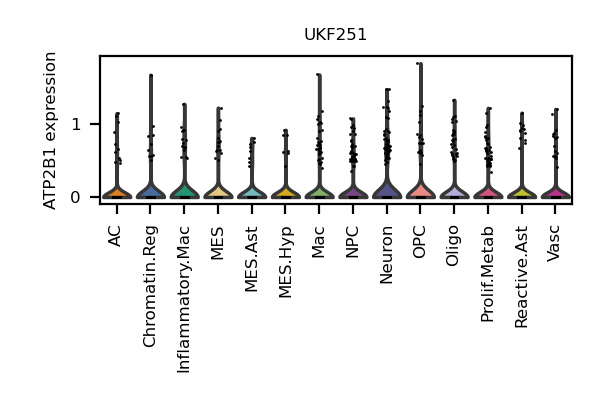 UKF251
ATP2B1 expression
1
0
AC
Chromatin.Reg
Inflammatory.Mac
MES
MES.Ast
MES.Hyp
Mac
NPC
Neuron
OPC
Oligo
Prolif.Metab
Reactive.Ast
Vasc